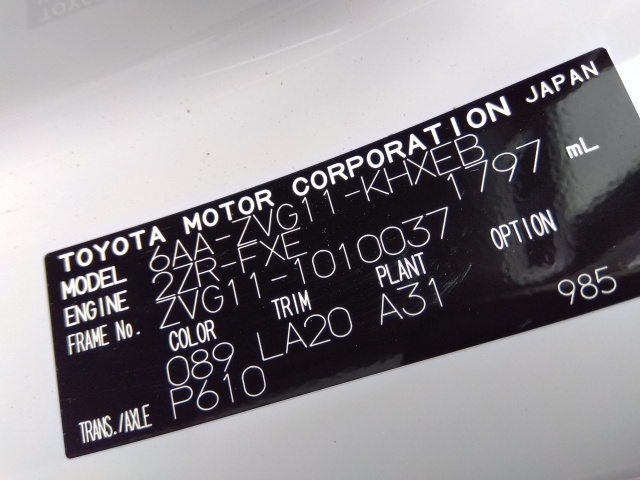 TOYOTA MOTOR CORPORATION JAPAN
MODEL 6AA-ZVG11-KHXEB
ENGINE 2ZR-FXE 1797 mL
FRAME No. ZVG11-1010037
COLOR TRIM PLANT OPTION
089 LA20 A31 985
TRANS./AXLE P610